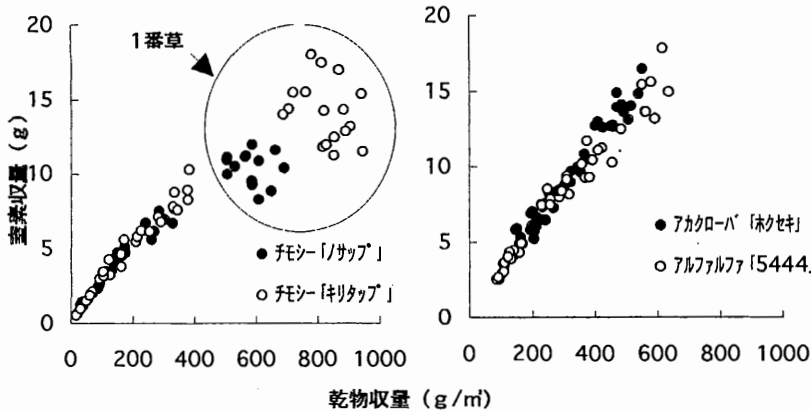 1番草
窒素収量（g）
20
15
10
5
0
0 200 400 600 800 1000
● チモシー「ノサップ」
○ チモシー「キリタップ」
20
15
10
5
0
0 200 400 600 800 1000
● アカクローバ「ホクセキ」
○ アルファルファ「5444」
乾物収量（g/㎡）